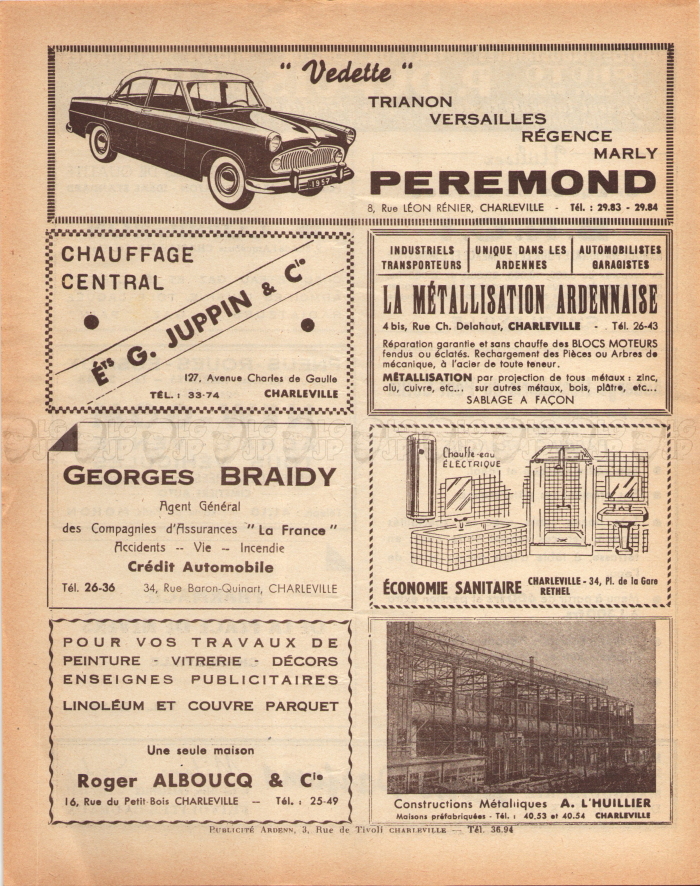 " Vedette "
TRIANON
VERSAILLES
RÉGENCE
MARLY
PEREMOND
1957
8, Rue LÉON RÉNIER, CHARLEVILLE - Tél. : 29.83 - 29.84
CHAUFFAGE
CENTRAL
Éts G. JUPPIN & Cie
127, Avenue Charles de Gaulle
TÉL. : 33-74 CHARLEVILLE
INDUSTRIELS
TRANSPORTEURS
UNIQUE DANS LES
ARDENNES
AUTOMOBILISTES
GARAGISTES
LA MÉTALLISATION ARDENNAISE
4 bis, Rue Ch. Delahaut, CHARLEVILLE - Tél. 26-43
Réparation garantie et sans chauffe des BLOCS MOTEURS
fendus ou éclatés. Rechargement des Pièces ou Arbres de
mécanique, à l'acier de toute teneur.
MÉTALLISATION par projection de tous métaux : zinc,
alu, cuivre, etc... sur autres métaux, bois, plâtre, etc...
SABLAGE A FAÇON
GEORGES BRAIDY
Agent Général
des Compagnies d'Assurances "La France"
Accidents -- Vie -- Incendie
Crédit Automobile
Tél. 26-36 34, Rue Baron-Quinart, CHARLEVILLE
Chauffe-eau
ÉLECTRIQUE
ÉCONOMIE SANITAIRE CHARLEVILLE - 34, Pl. de la Gare
RETHEL
POUR VOS TRAVAUX DE
PEINTURE - VITRERIE - DÉCORS
ENSEIGNES PUBLICITAIRES
LINOLÉUM ET COUVRE PARQUET
Une seule maison
Roger ALBOUCQ & Cie
16, Rue du Petit-Bois CHARLEVILLE — Tél. : 25-49
Constructions Métalliques A. L'HUILLIER
Maisons préfabriquées - Tél. : 40.53 et 40.54 CHARLEVILLE
PUBLICITÉ ARDENN, 3, Rue de Tivoli CHARLEVILLE — Tél. 36.94